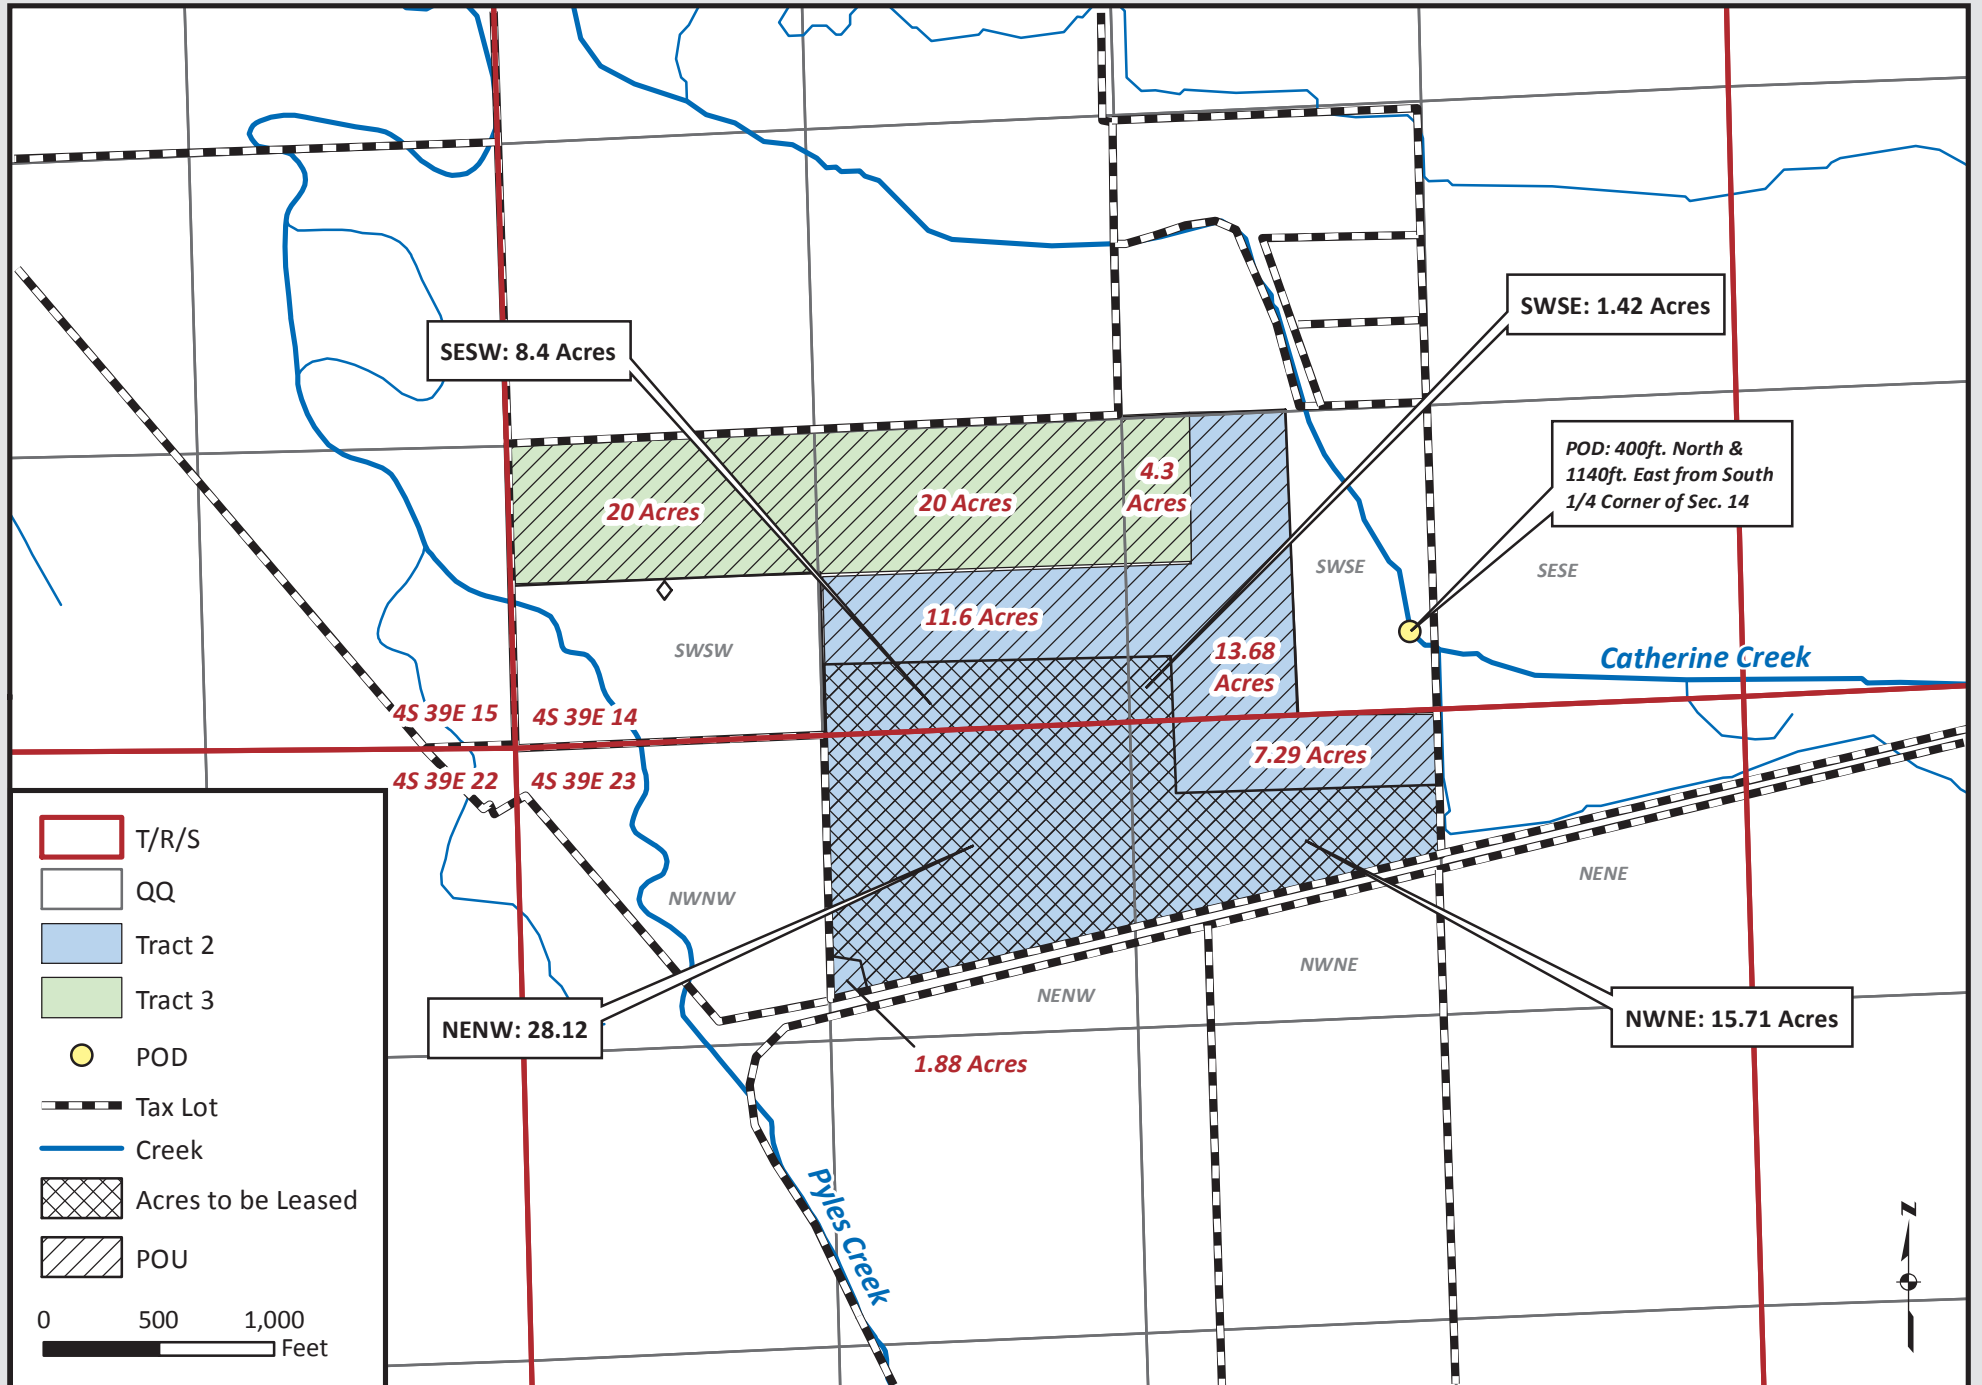 SWSE: 1.42 Acres
SESW: 8.4 Acres
POD: 400ft. North &
1140ft. East from South
1/4 Corner of Sec. 14
4.3
Acres
20 Acres
20 Acres
SWSE
SESE
11.6 Acres
SWSW
13.68
Acres
Catherine Creek
4S 39E 15
4S 39E 14
7.29 Acres
4S 39E 22
4S 39E 23
NENE
NWNW
NWNE
NENW
NENW: 28.12
NWNE: 15.71 Acres
1.88 Acres
Pyles Creek
T/R/S
QQ
Tract 2
Tract 3
POD
Tax Lot
Creek
Acres to be Leased
POU
0 500 1,000
Feet
N